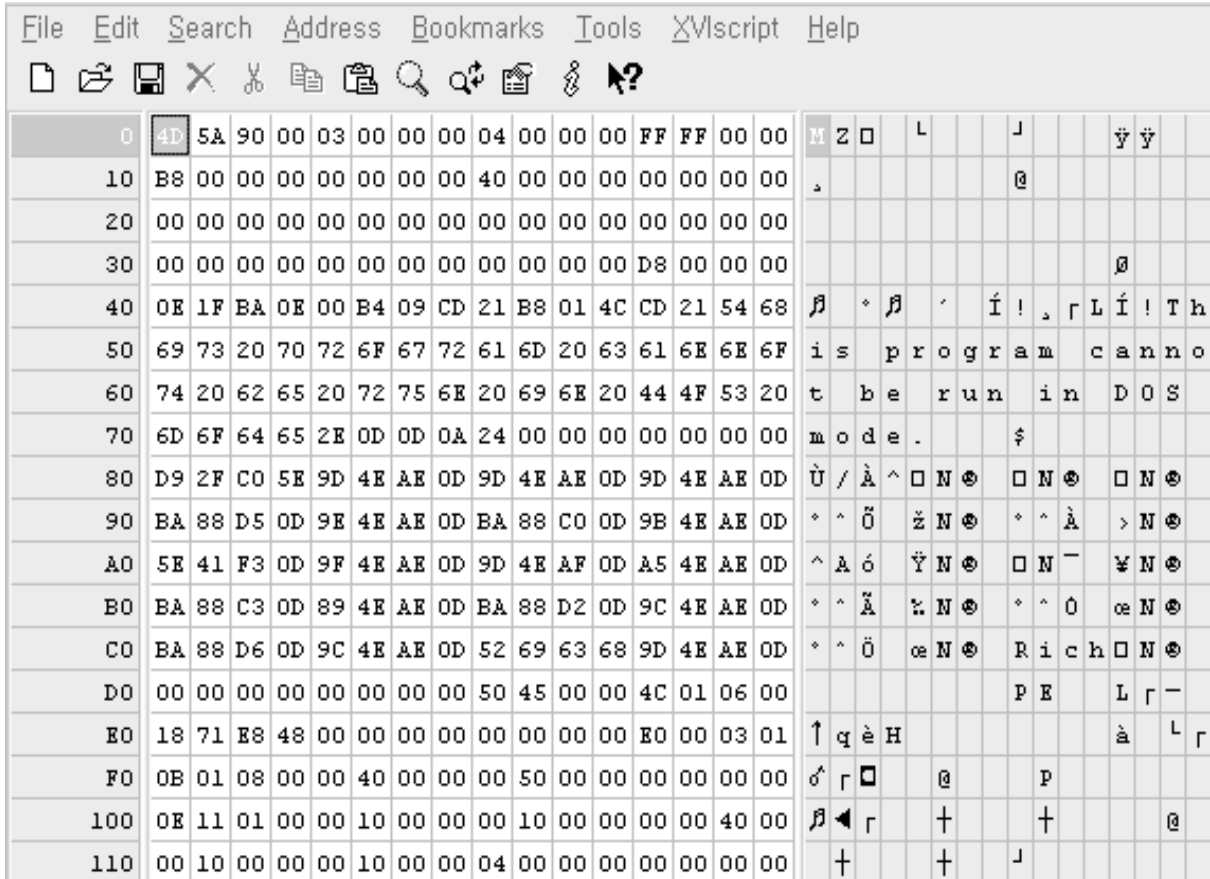 File Edit Search Address Bookmarks Tools XVIscript Help
0 4D 5A 90 00 03 00 00 00 04 00 00 00 FF FF 00 00 M Z □ └ ┘ ÿ ÿ
10 B8 00 00 00 00 00 00 00 40 00 00 00 00 00 00 00 ¸ @
20 00 00 00 00 00 00 00 00 00 00 00 00 00 00 00 00
30 00 00 00 00 00 00 00 00 00 00 00 00 D8 00 00 00 Ø
40 0E 1F BA 0E 00 B4 09 CD 21 B8 01 4C CD 21 54 68 ♫ º ♫ ´ Í ! ¸ ┌ L Í ! T h
50 69 73 20 70 72 6F 67 72 61 6D 20 63 61 6E 6E 6F i s p r o g r a m c a n n o
60 74 20 62 65 20 72 75 6E 20 69 6E 20 44 4F 53 20 t b e r u n i n D O S
70 6D 6F 64 65 2E 0D 0D 0A 24 00 00 00 00 00 00 00 m o d e . $
80 D9 2F C0 5E 9D 4E AE 0D 9D 4E AE 0D 9D 4E AE 0D Ù / À ^ □ N ® □ N ® □ N ®
90 BA 88 D5 0D 9E 4E AE 0D BA 88 C0 0D 9B 4E AE 0D º ˆ Õ ž N ® º ˆ À › N ®
A0 5E 41 F3 0D 9F 4E AE 0D 9D 4E AF 0D A5 4E AE 0D ^ A ó Ÿ N ® □ N ¯ ¥ N ®
B0 BA 88 C3 0D 89 4E AE 0D BA 88 D2 0D 9C 4E AE 0D º ˆ Ã ‰ N ® º ˆ Ò œ N ®
C0 BA 88 D6 0D 9C 4E AE 0D 52 69 63 68 9D 4E AE 0D º ˆ Ö œ N ® R i c h □ N ®
D0 00 00 00 00 00 00 00 00 50 45 00 00 4C 01 06 00 P E L ┌ ─
E0 18 71 E8 48 00 00 00 00 00 00 00 00 E0 00 03 01 ↑ q è H à └ ┌
F0 0B 01 08 00 00 40 00 00 00 50 00 00 00 00 00 00 ♂ ┌ ◘ @ P
100 0E 11 01 00 00 10 00 00 00 10 00 00 00 00 40 00 ♫ ◄ ┌ ┼ ┼ @
110 00 10 00 00 00 10 00 00 04 00 00 00 00 00 00 00 ┼ ┼ ┘